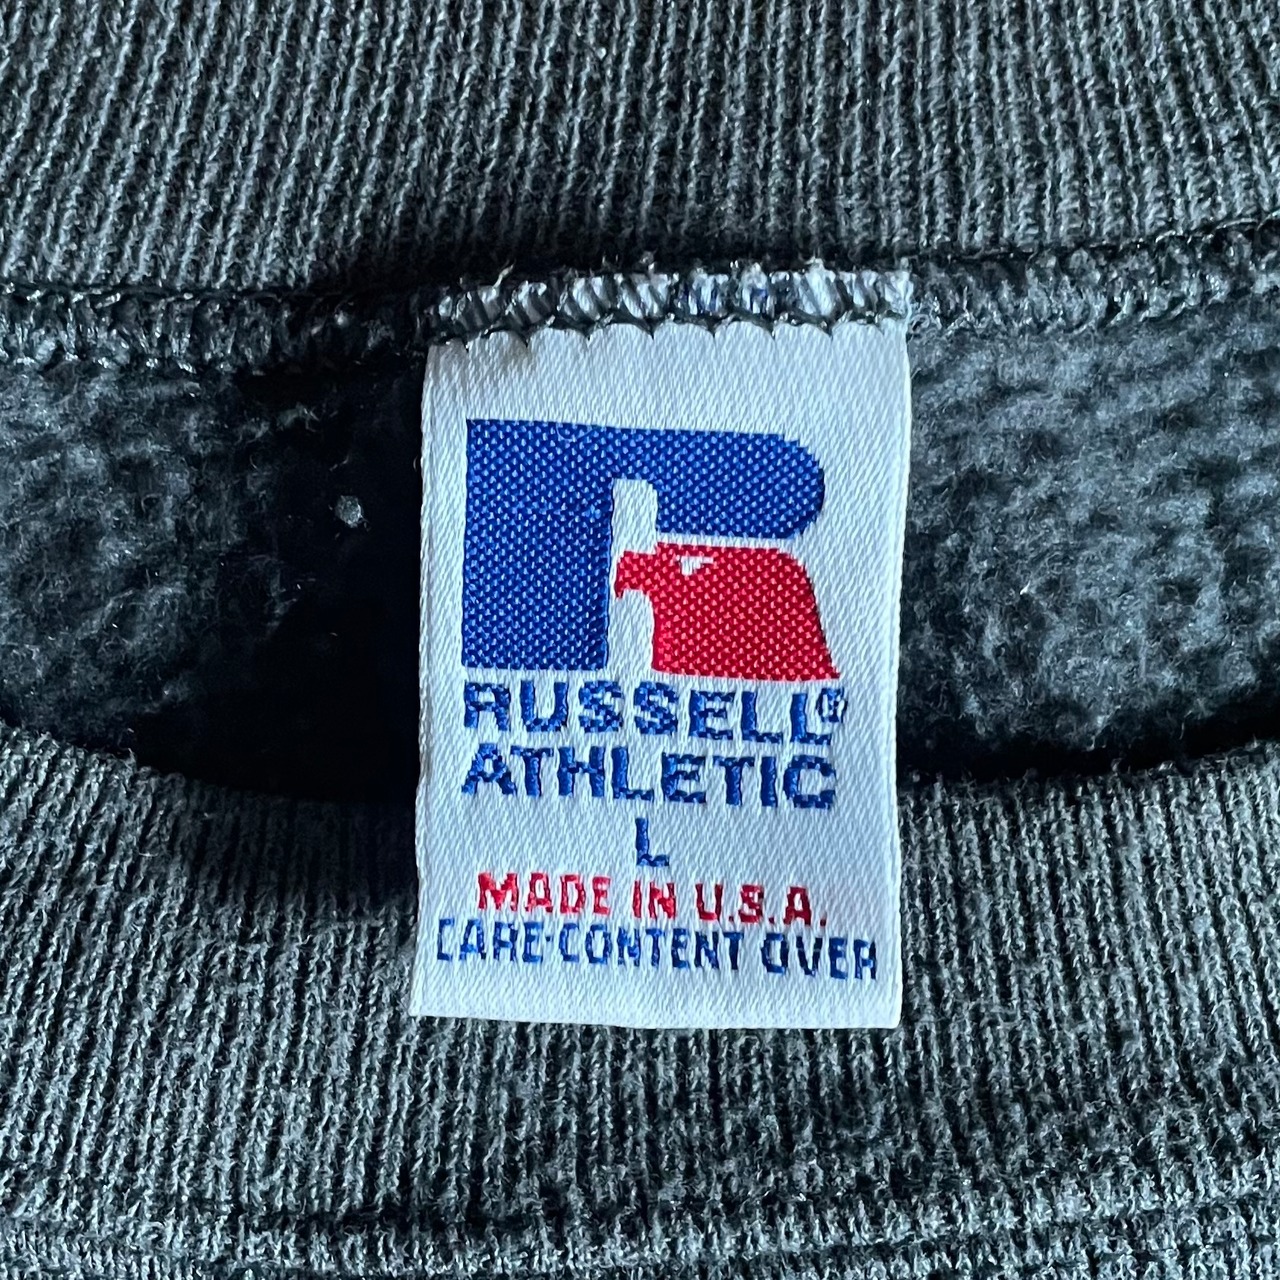 RUSSELL®
ATHLETIC
L
MADE IN U.S.A.
CARE·CONTENT OVER